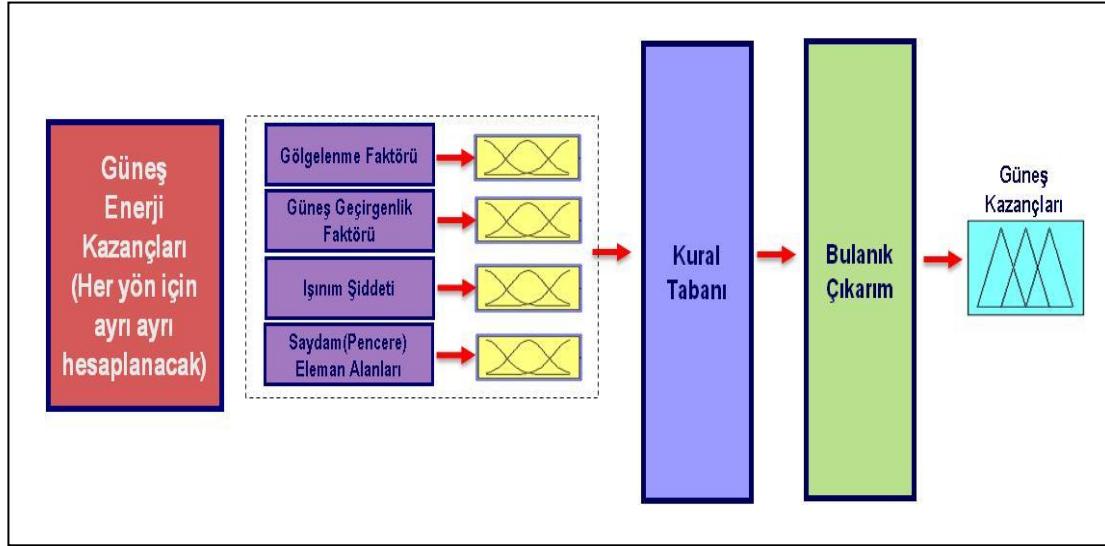 Güneş
Enerji
Kazançları
(Her yön için
ayrı ayrı
hesaplanacak)
Gölgelenme Faktörü
Güneş Geçirgenlik
Faktörü
Işınım Şiddeti
Saydam(Pencere)
Eleman Alanları
Kural
Tabanı
Bulanık
Çıkarım
Güneş
Kazançları